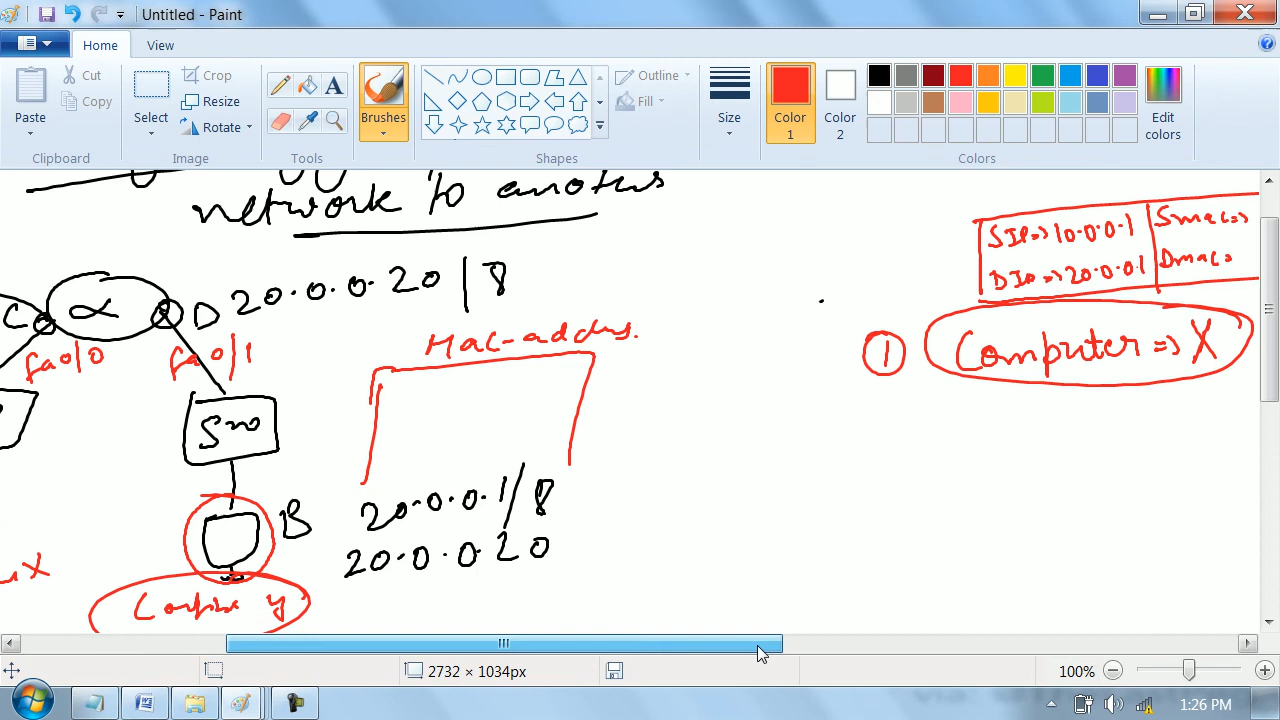 Untitled - Paint
Home View
Paste
Cut
Copy
Clipboard
Select
Crop
Resize
Rotate
Image
Tools
Brushes
Outline
Fill
Shapes
Size
Color 1
Color 2
Edit colors
Colors
network to another
C D 20.0.0.20 | 8
fa0/0 fa0/1
Mac-addres.
SIP=>10.0.0.1 Smac=>
DIP=>20.0.0.1 Dmac=
① Computer => X
B 20.0.0.1/8
20.0.0.20
X
y
2732 × 1034px
100%
1:26 PM